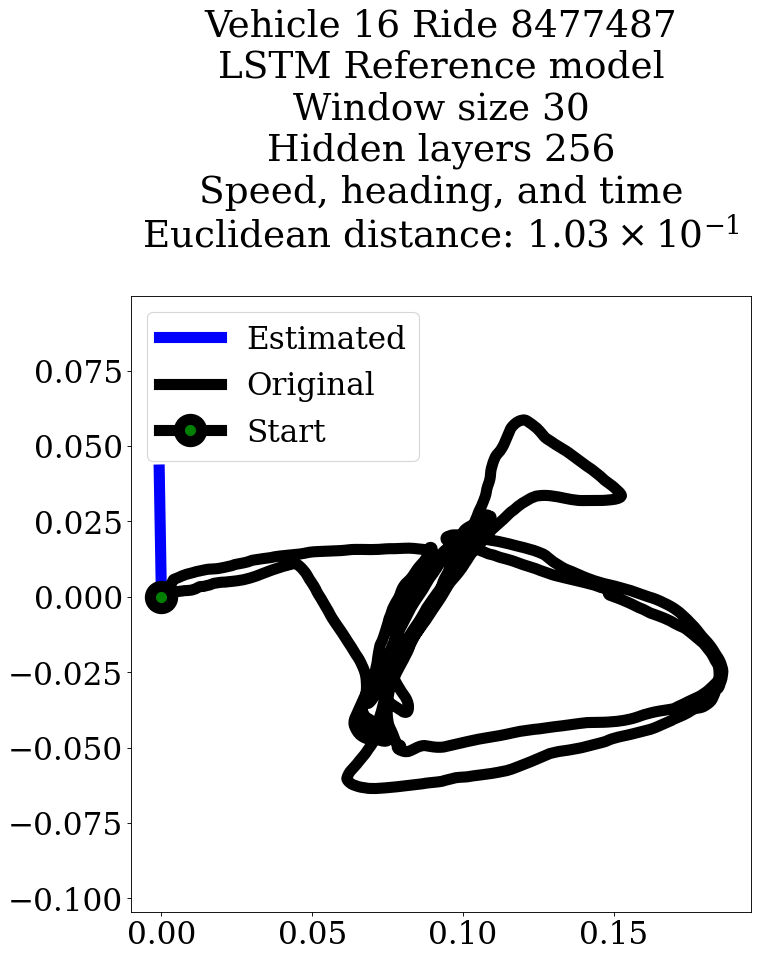 Vehicle 16 Ride 8477487
LSTM Reference model
Window size 30
Hidden layers 256
Speed, heading, and time
Euclidean distance: 1.03 × 10⁻¹
Estimated
Original
Start
0.075
0.050
0.025
0.000
−0.025
−0.050
−0.075
−0.100
0.00 0.05 0.10 0.15